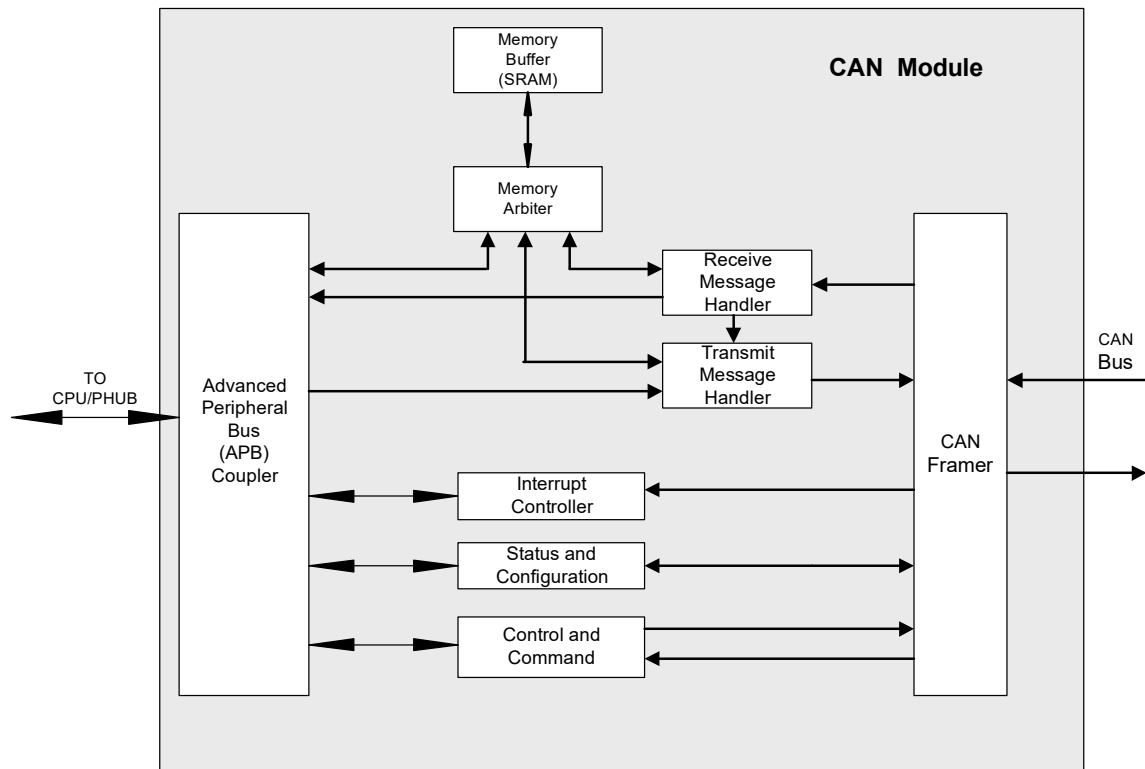 Memory
Buffer
(SRAM)
CAN Module
Memory
Arbiter
Receive
Message
Handler
Transmit
Message
Handler
CAN
Bus
TO
CPU/PHUB
Advanced
Peripheral
Bus
(APB)
Coupler
CAN
Framer
Interrupt
Controller
Status and
Configuration
Control and
Command